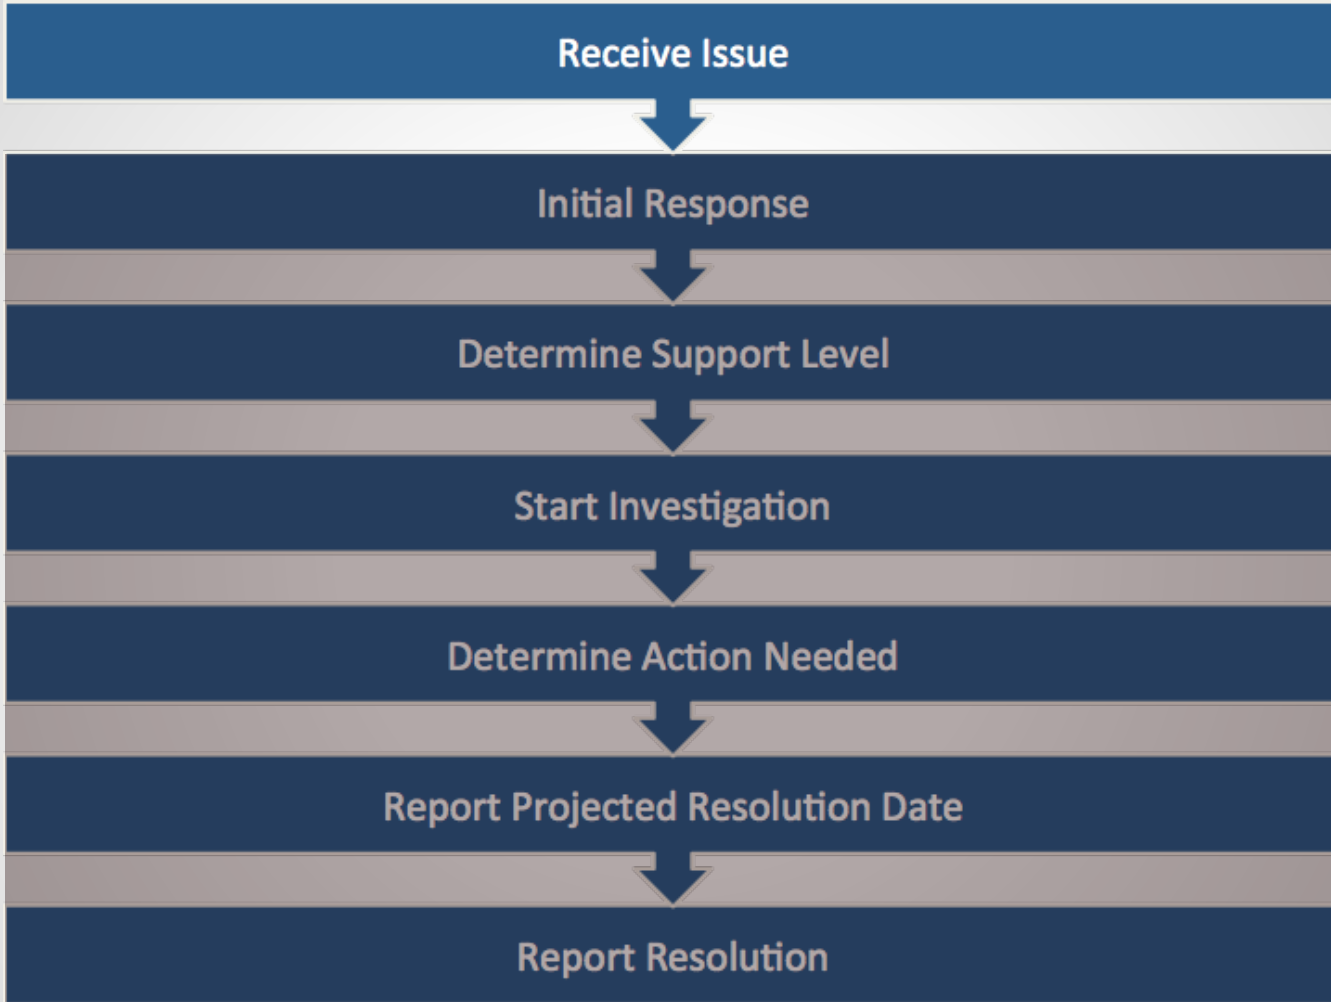 Receive Issue
Initial Response
Determine Support Level
Start Investigation
Determine Action Needed
Report Projected Resolution Date
Report Resolution